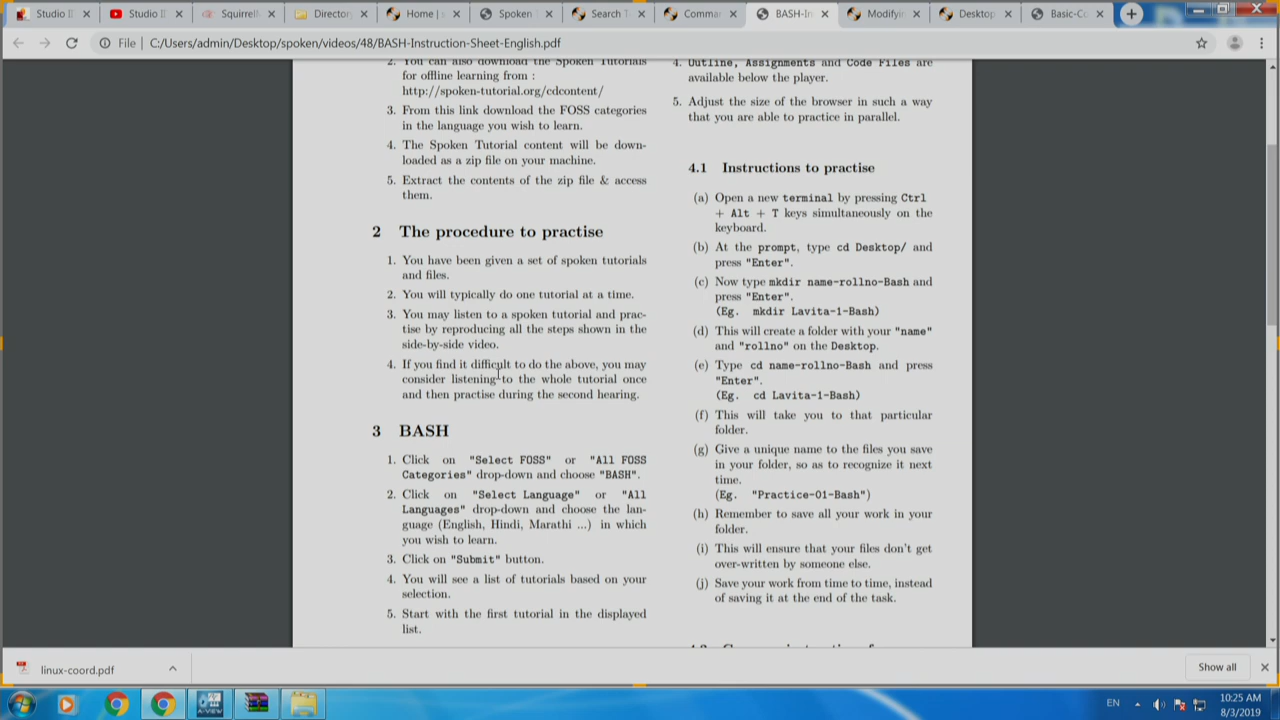 Studio I
Studio II
Squirrel
Director
Home | s
Spoken
Search T
Commar
BASH-In
Modifyin
Desktop
Basic-Co
File | C:/Users/admin/Desktop/spoken/videos/48/BASH-Instruction-Sheet-English.pdf
2. You can also download the Spoken Tutorials
for offline learning from :
http://spoken-tutorial.org/cdcontent/
3. From this link download the FOSS categories
in the language you wish to learn.
4. The Spoken Tutorial content will be down-
loaded as a zip file on your machine.
5. Extract the contents of the zip file & access
them.
2 The procedure to practise
1. You have been given a set of spoken tutorials
and files.
2. You will typically do one tutorial at a time.
3. You may listen to a spoken tutorial and prac-
tise by reproducing all the steps shown in the
side-by-side video.
4. If you find it difficult to do the above, you may
consider listening to the whole tutorial once
and then practise during the second hearing.
3 BASH
1. Click on "Select FOSS" or "All FOSS
Categories" drop-down and choose "BASH".
2. Click on "Select Language" or "All
Languages" drop-down and choose the lan-
guage (English, Hindi, Marathi ...) in which
you wish to learn.
3. Click on "Submit" button.
4. You will see a list of tutorials based on your
selection.
5. Start with the first tutorial in the displayed
list.
4. Outline, Assignments and Code Files are
available below the player.
5. Adjust the size of the browser in such a way
that you are able to practice in parallel.
4.1 Instructions to practise
(a) Open a new terminal by pressing Ctrl
+ Alt + T keys simultaneously on the
keyboard.
(b) At the prompt, type cd Desktop/ and
press "Enter".
(c) Now type mkdir name-rollno-Bash and
press "Enter".
(Eg. mkdir Lavita-1-Bash)
(d) This will create a folder with your "name"
and "rollno" on the Desktop.
(e) Type cd name-rollno-Bash and press
"Enter".
(Eg. cd Lavita-1-Bash)
(f) This will take you to that particular
folder.
(g) Give a unique name to the files you save
in your folder, so as to recognize it next
time.
(Eg. "Practice-01-Bash")
(h) Remember to save all your work in your
folder.
(i) This will ensure that your files don't get
over-written by someone else.
(j) Save your work from time to time, instead
of saving it at the end of the task.
linux-coord.pdf
Show all
A-VIEW
EN
10:25 AM
8/3/2019